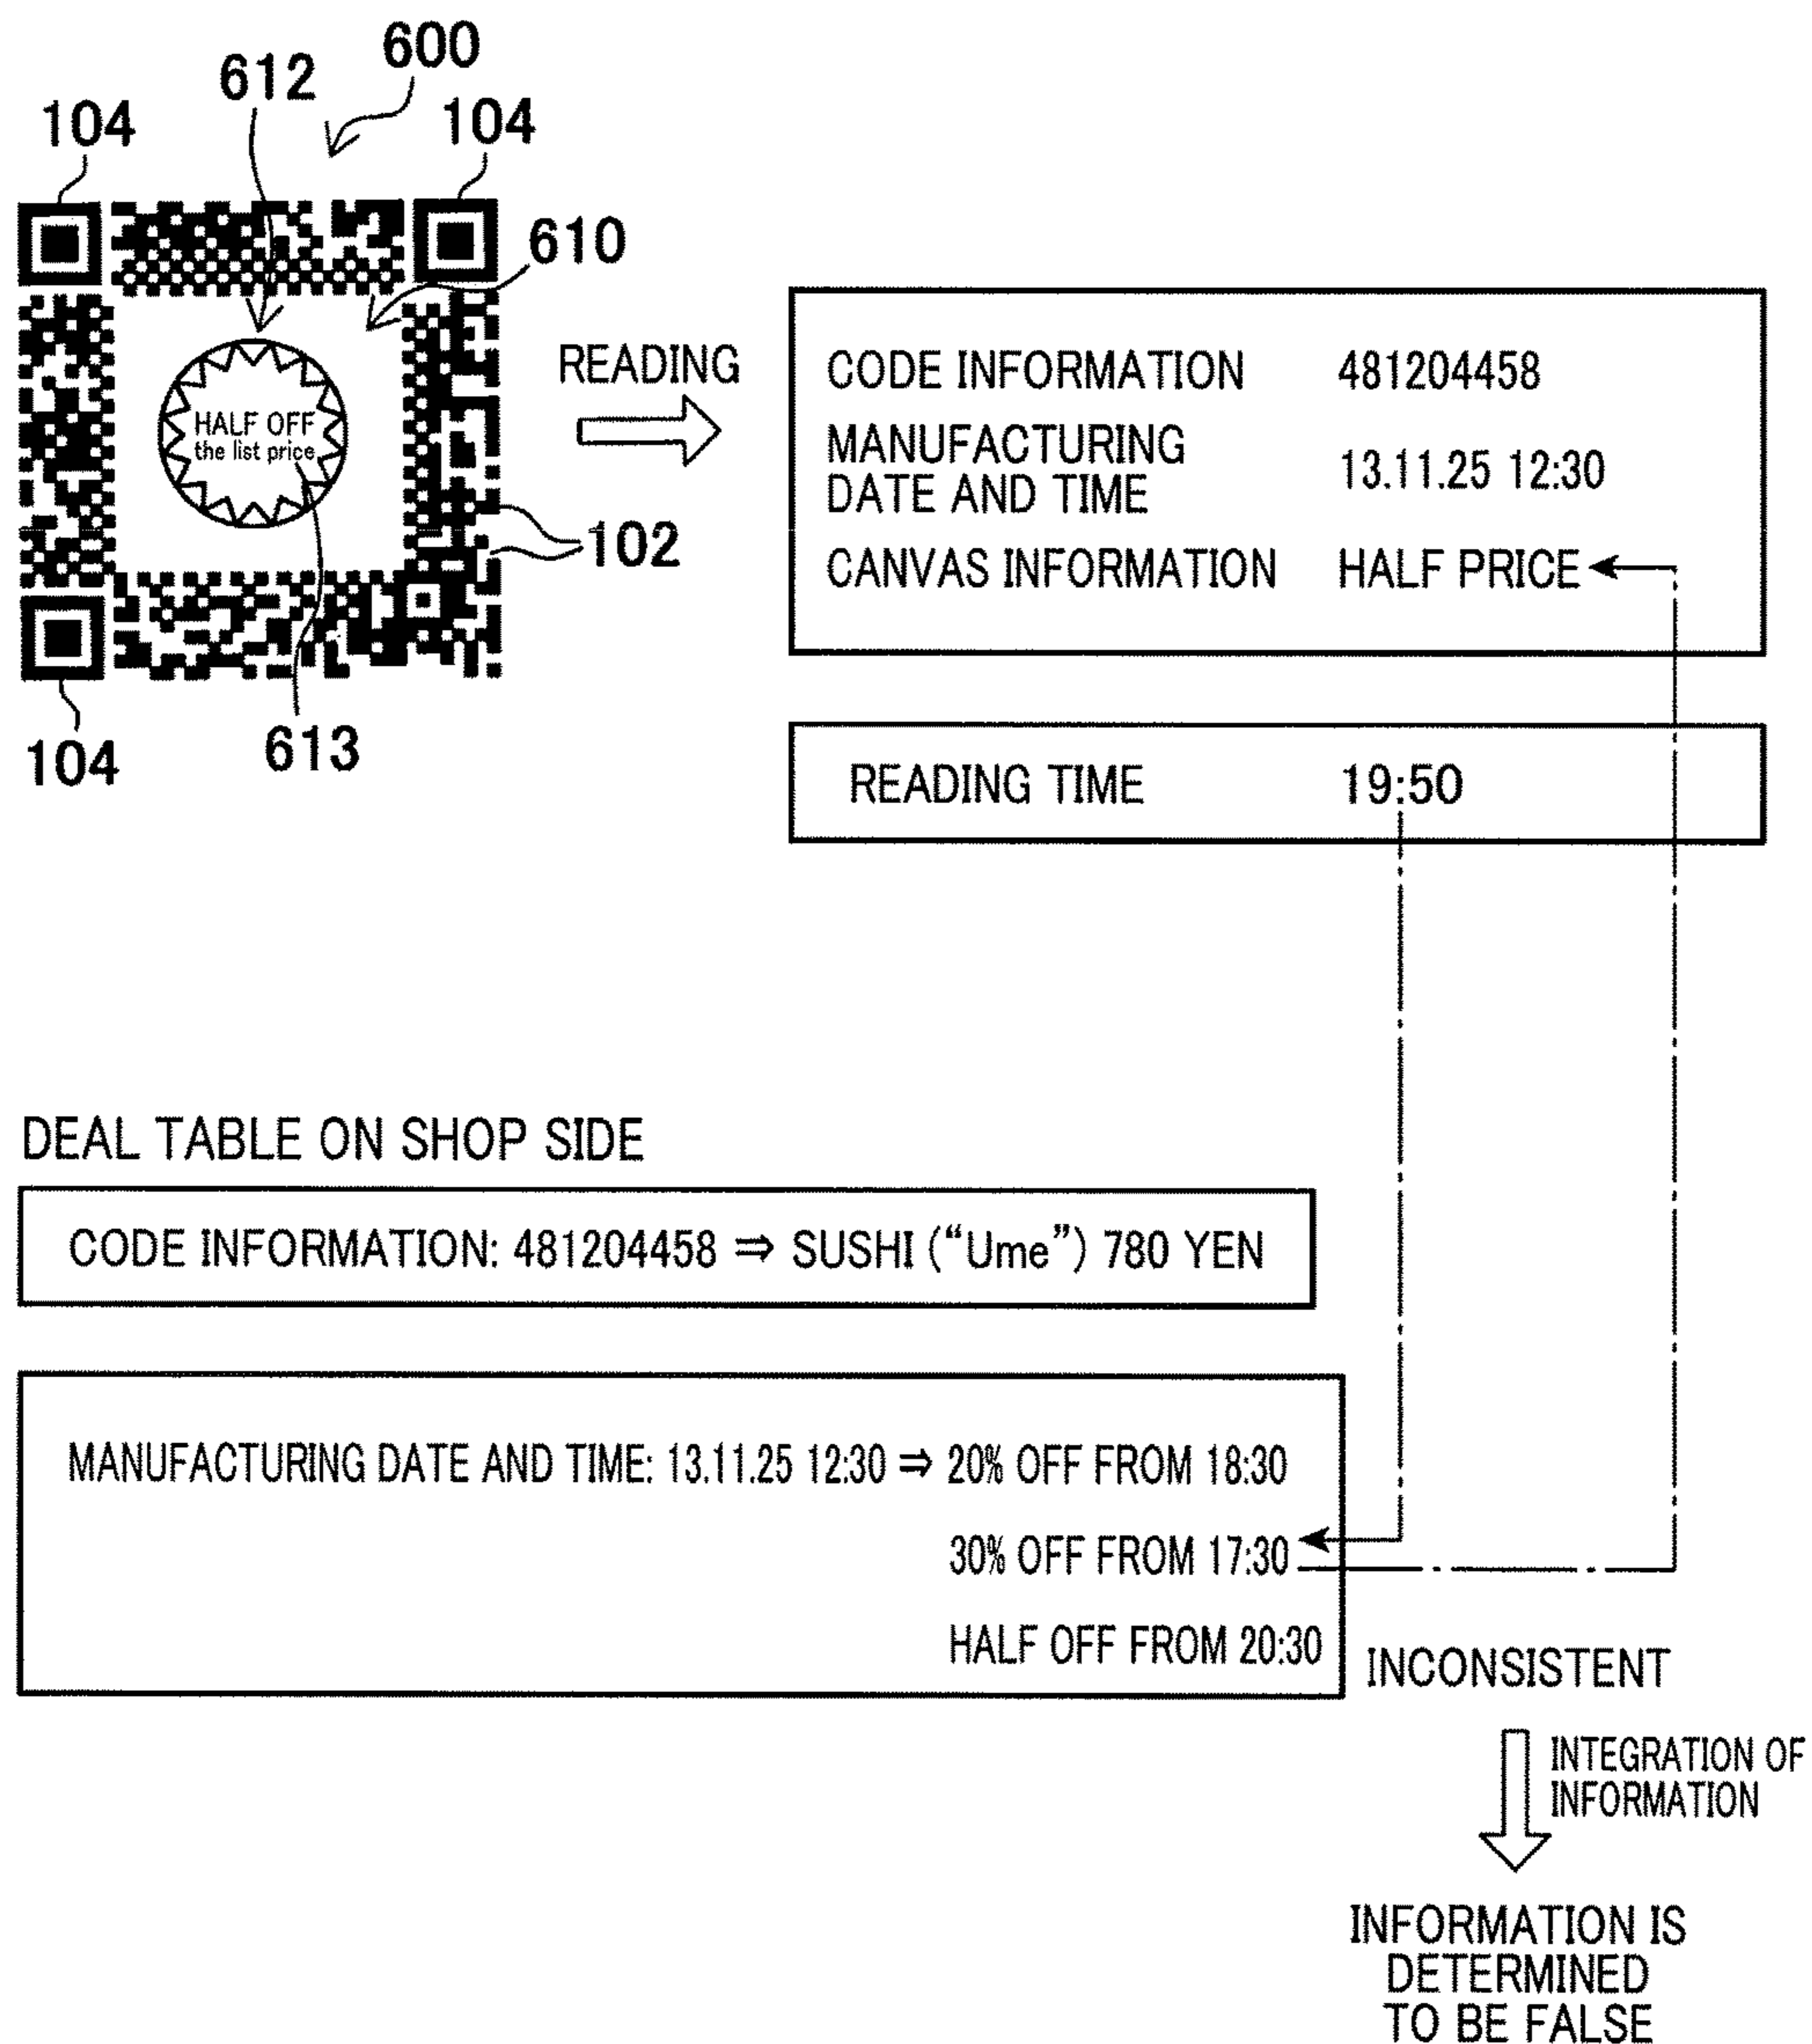 600
612
104
104
610
HALF OFF
the list price
102
104
613
READING
CODE INFORMATION 481204458
MANUFACTURING
DATE AND TIME 13.11.25 12:30
CANVAS INFORMATION HALF PRICE
READING TIME 19:50
DEAL TABLE ON SHOP SIDE
CODE INFORMATION: 481204458 ⇒ SUSHI (“Ume”) 780 YEN
MANUFACTURING DATE AND TIME: 13.11.25 12:30 ⇒ 20% OFF FROM 18:30
30% OFF FROM 17:30
HALF OFF FROM 20:30
INCONSISTENT
INTEGRATION OF
INFORMATION
INFORMATION IS
DETERMINED
TO BE FALSE